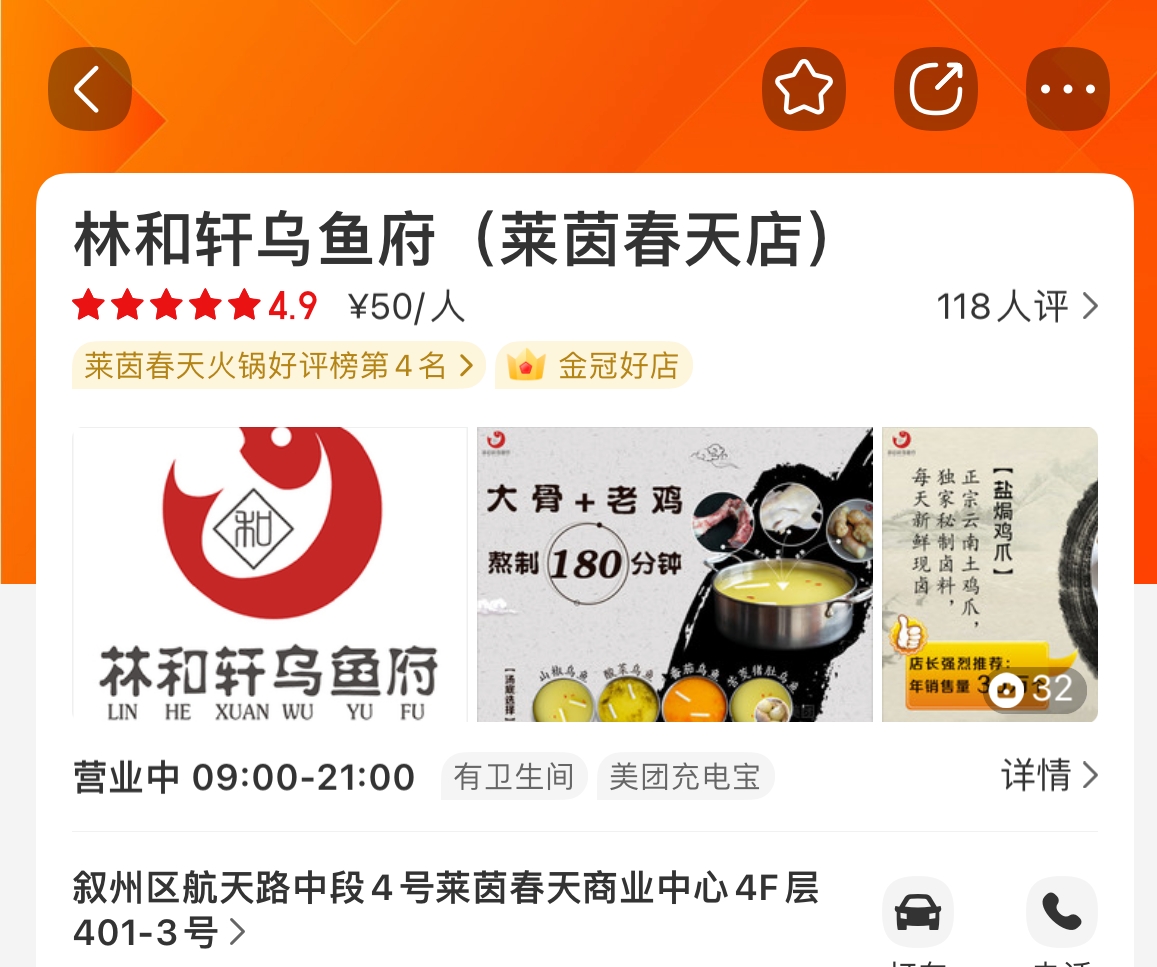 林和轩乌鱼府（莱茵春天店）
4.9 ¥50/人 118人评
莱茵春天火锅好评榜第4名 金冠好店
和
林和轩乌鱼府
LIN HE XUAN WU YU FU
大骨+老鸡
熬制180分钟
【汤底选择】
山椒乌鱼 酸菜乌鱼 番茄乌鱼
【盐焗鸡爪】
正宗云南土鸡爪，
独家秘制卤料，
每天新鲜现卤
店长强烈推荐：
年销售量
32
营业中 09:00-21:00 有卫生间 美团充电宝 详情
叙州区航天路中段4号莱茵春天商业中心4F层
401-3号